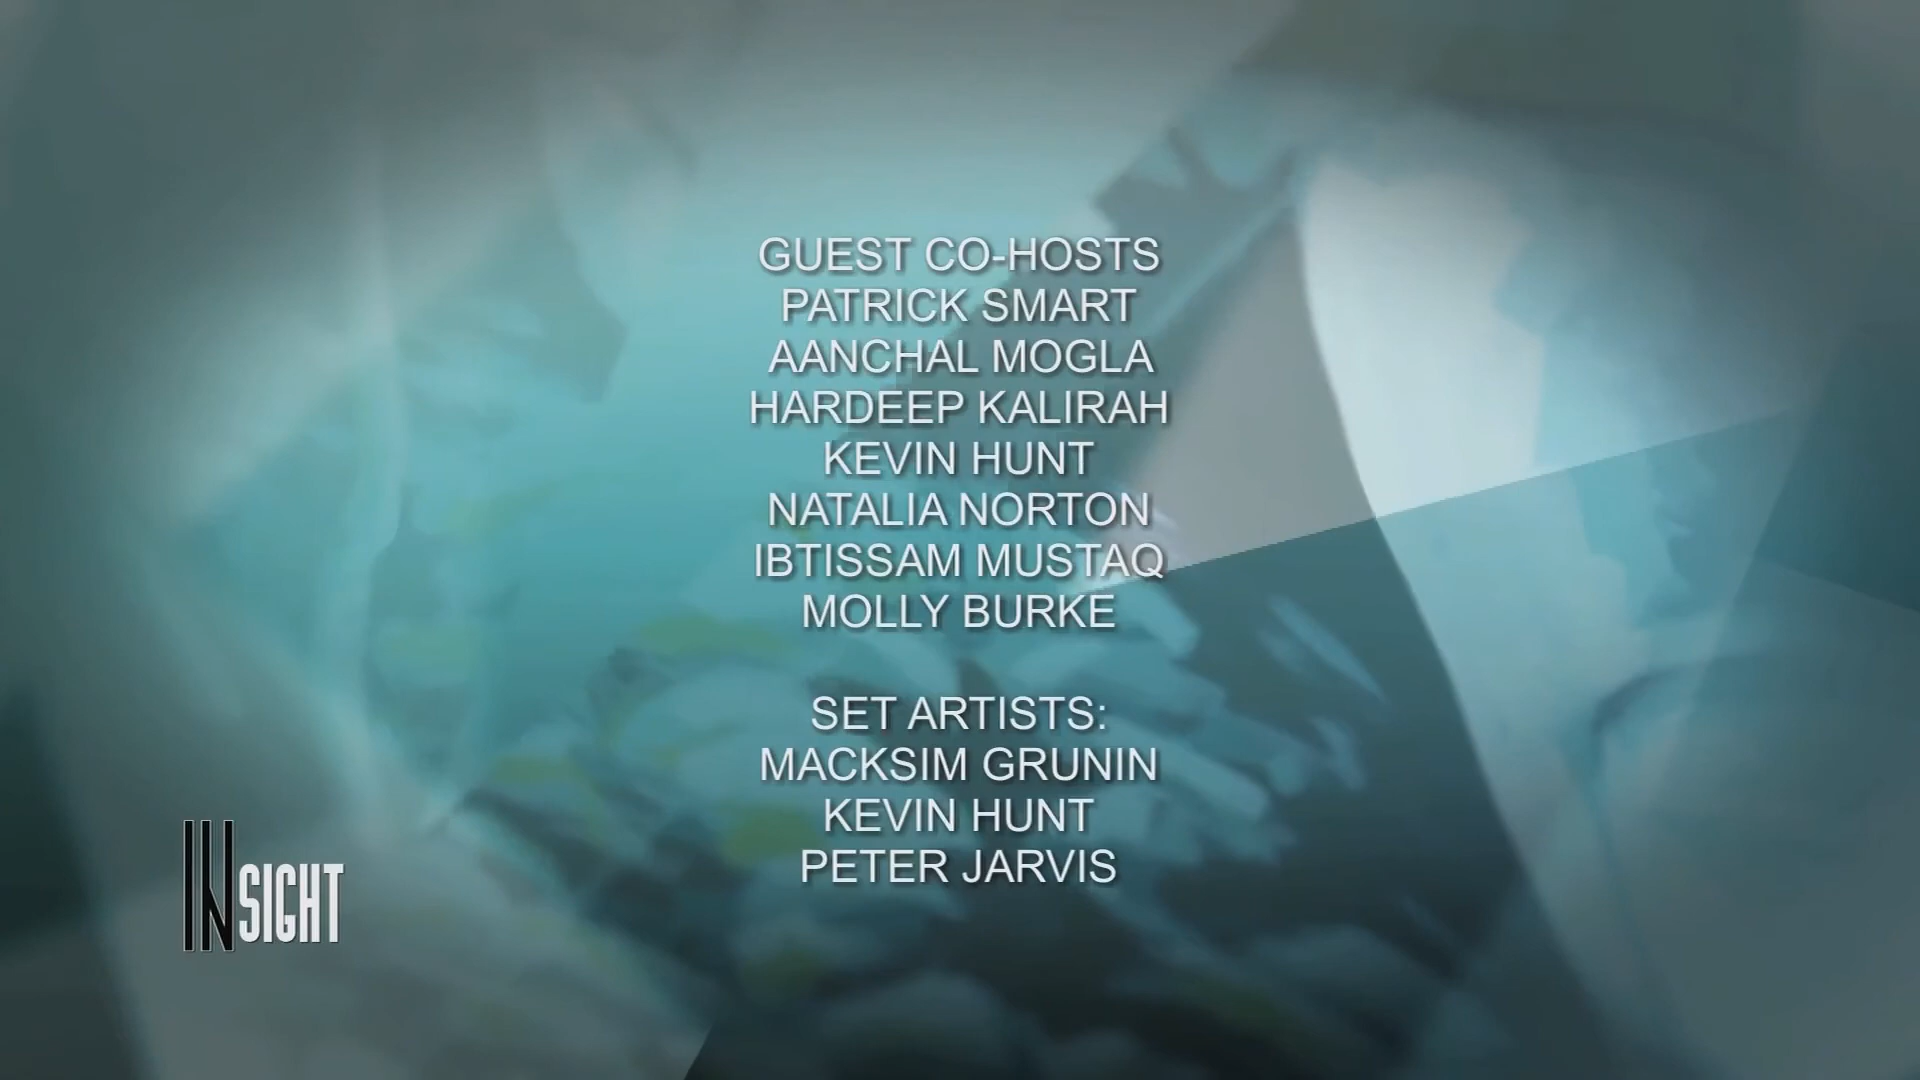 GUEST CO-HOSTS
PATRICK SMART
AANCHAL MOGLA
HARDEEP KALIRAH
KEVIN HUNT
NATALIA NORTON
IBTISSAM MUSTAQ
MOLLY BURKE
SET ARTISTS:
MACKSIM GRUNIN
KEVIN HUNT
PETER JARVIS
INSIGHT